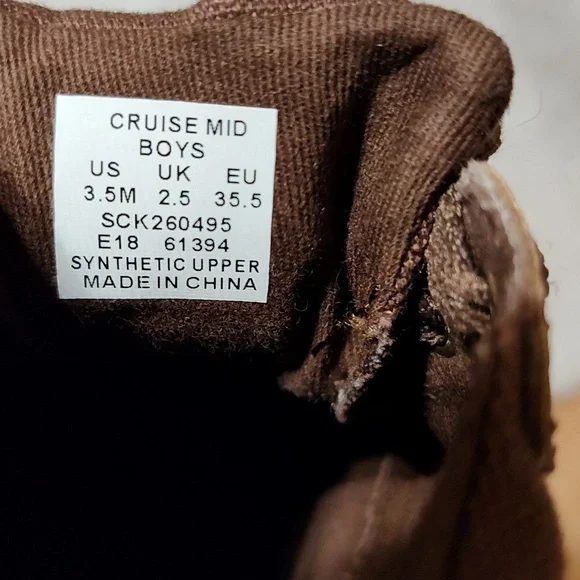 CRUISE MID
BOYS
US UK EU
3.5M 2.5 35.5
SCK260495
E18 61394
SYNTHETIC UPPER
MADE IN CHINA